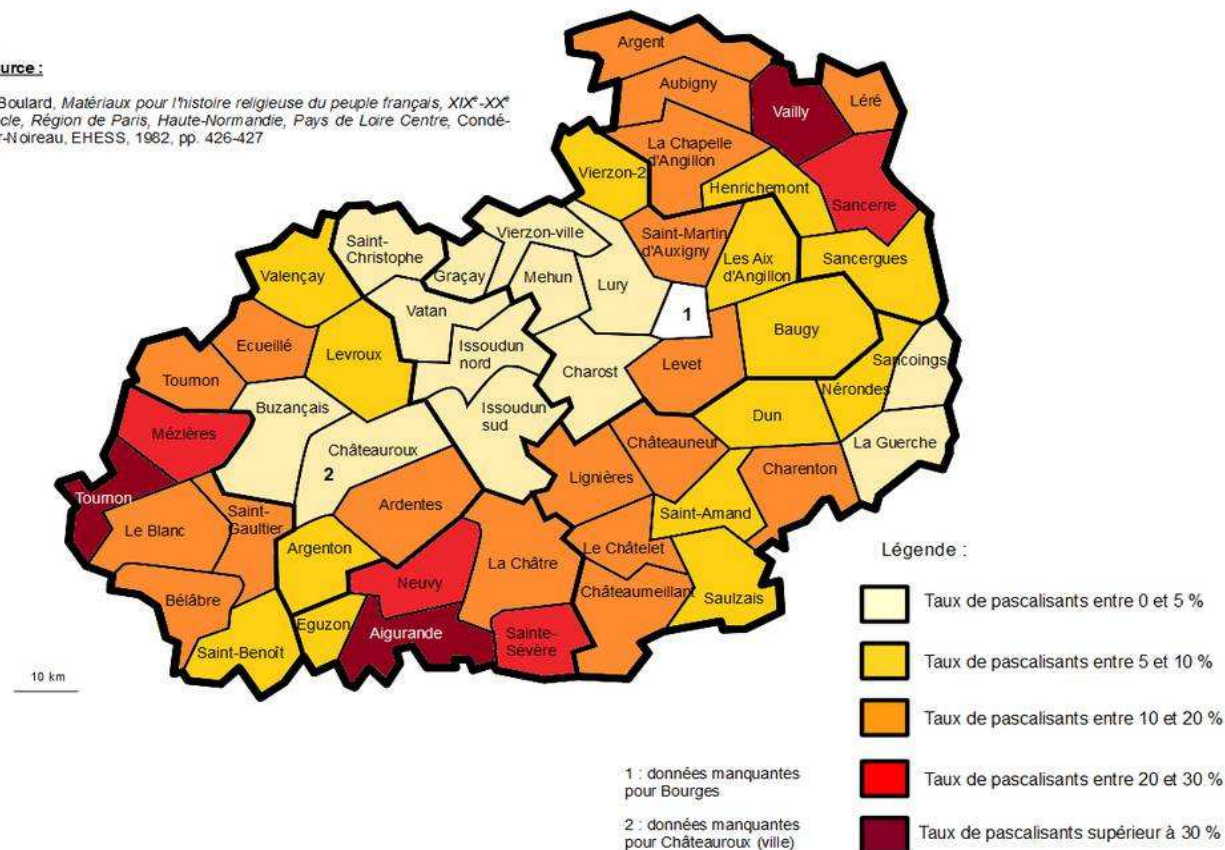 urce :
Boulard, Matériaux pour l'histoire religieuse du peuple français, XIXe-XXe
cle, Région de Paris, Haute-Normandie, Pays de Loire Centre, Condé-
r-Noireau, EHESS, 1982, pp. 426-427
Argent
Aubigny
Vailly
Léré
La Chapelle
d'Angillon
Vierzon-2
Henrichemont
Sancerre
Saint-Martin
d'Auxigny
Les Aix
d'Angillon
Sancergues
Vierzon-ville
Saint-
Christophe
Graçay
Mehun
Lury
Valençay
Vatan
1
Baugy
Ecueillé
Levroux
Issoudun
nord
Charost
Levet
Sancoings
Nérondes
Tournon
Buzançais
Issoudun
sud
Dun
Mézières
Châteauroux
2
Châteauneuf
La Guerche
Lignières
Charenton
Tournon
Ardentes
Saint-Amand
Le Blanc
Saint-
Gaultier
Argenton
Le Châtelet
La Châtre
Neuvy
Châteaumeillant
Saulzais
Bélâbre
Eguzon
Aigurande
Sainte-
Sévère
Saint-Benoît
10 km
Légende :
Taux de pascalisants entre 0 et 5 %
Taux de pascalisants entre 5 et 10 %
Taux de pascalisants entre 10 et 20 %
Taux de pascalisants entre 20 et 30 %
Taux de pascalisants supérieur à 30 %
1 : données manquantes
pour Bourges
2 : données manquantes
pour Châteauroux (ville)